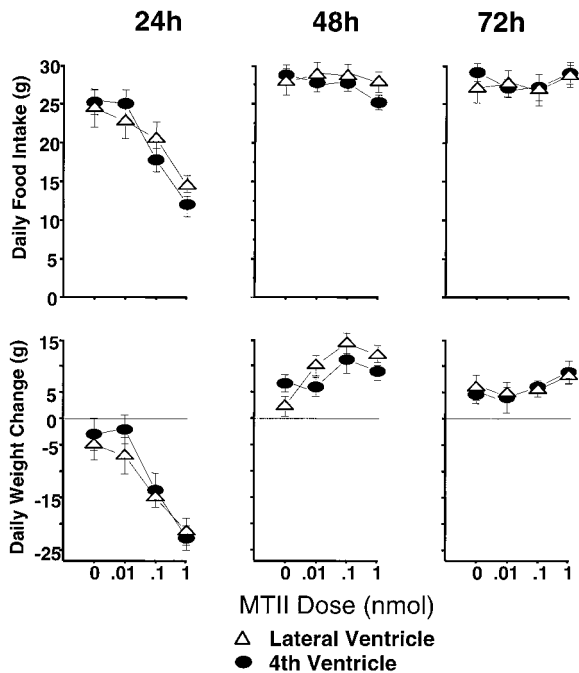 24h 48h 72h
Daily Food Intake (g)
30
25
20
15
10
5
0
Daily Weight Change (g)
15
5
0
-5
-15
-25
0 .01 .1 1 0 .01 .1 1 0 .01 .1 1
MTII Dose (nmol)
Lateral Ventricle
4th Ventricle